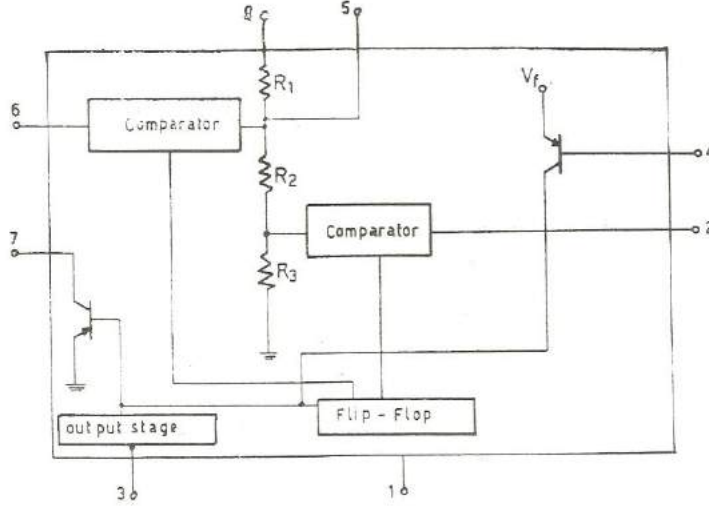 8
5
R1
Vf
6
Comparator
4
R2
7
Comparator
2
R3
Flip - Flop
output stage
3
1